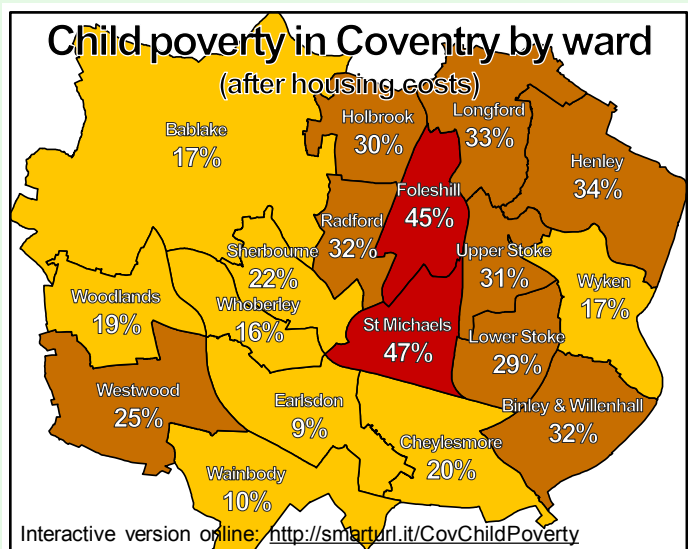 Child poverty in Coventry by ward
(after housing costs)
Bablake
17%
Holbrook
30%
Longford
33%
Henley
34%
Foleshill
45%
Radford
32%
Sherbourne
22%
Upper Stoke
31%
Wyken
17%
Woodlands
19%
Whoberley
16%
St Michaels
47%
Lower Stoke
29%
Westwood
25%
Earlsdon
9%
Binley & Willenhall
32%
Cheylesmore
20%
Wainbody
10%
Interactive version online: http://smarturl.it/CovChildPoverty